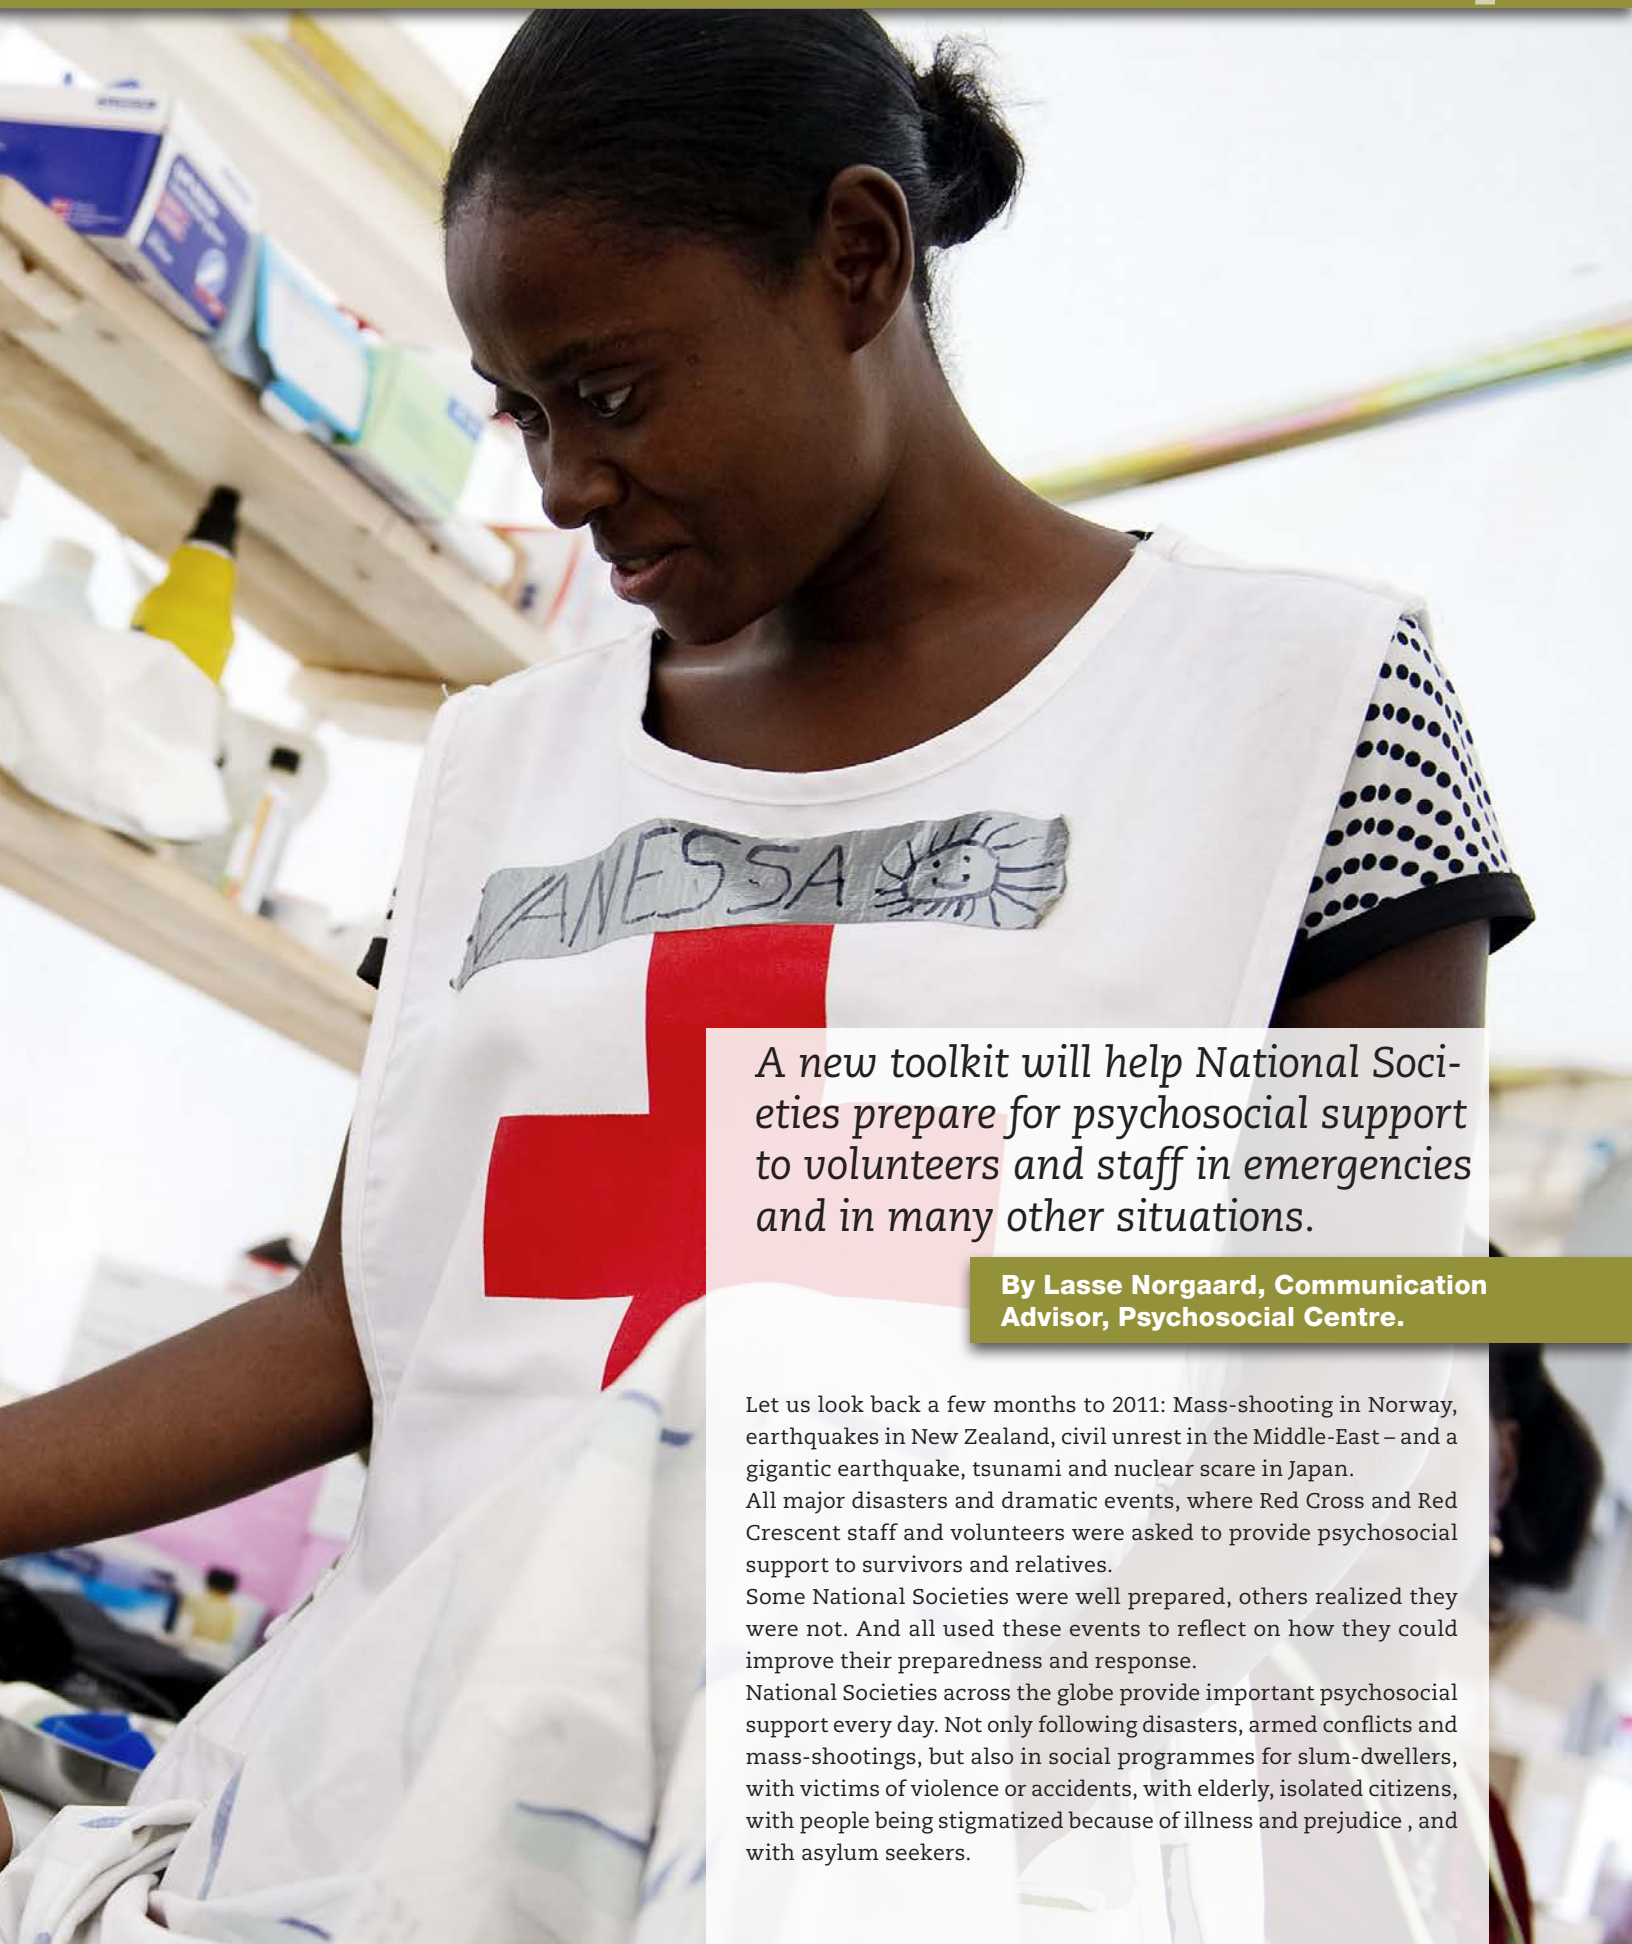 VANESSA
A new toolkit will help National Soci-
eties prepare for psychosocial support
to volunteers and staff in emergencies
and in many other situations.
By Lasse Norgaard, Communication
Advisor, Psychosocial Centre.
Let us look back a few months to 2011: Mass-shooting in Norway,
earthquakes in New Zealand, civil unrest in the Middle-East – and a
gigantic earthquake, tsunami and nuclear scare in Japan.
All major disasters and dramatic events, where Red Cross and Red
Crescent staff and volunteers were asked to provide psychosocial
support to survivors and relatives.
Some National Societies were well prepared, others realized they
were not. And all used these events to reflect on how they could
improve their preparedness and response.
National Societies across the globe provide important psychosocial
support every day. Not only following disasters, armed conflicts and
mass-shootings, but also in social programmes for slum-dwellers,
with victims of violence or accidents, with elderly, isolated citizens,
with people being stigmatized because of illness and prejudice , and
with asylum seekers.